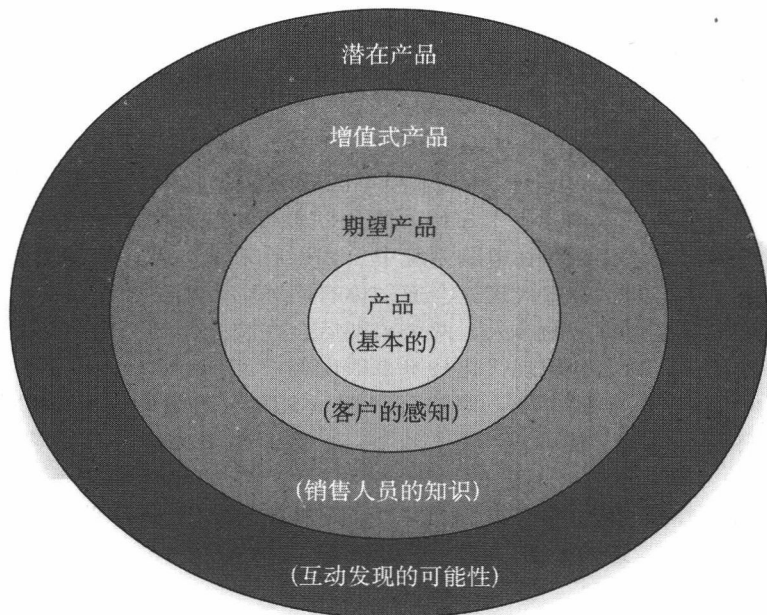 潜在产品
增值式产品
期望产品
产品
(基本的)
(客户的感知)
(销售人员的知识)
(互动发现的可能性)